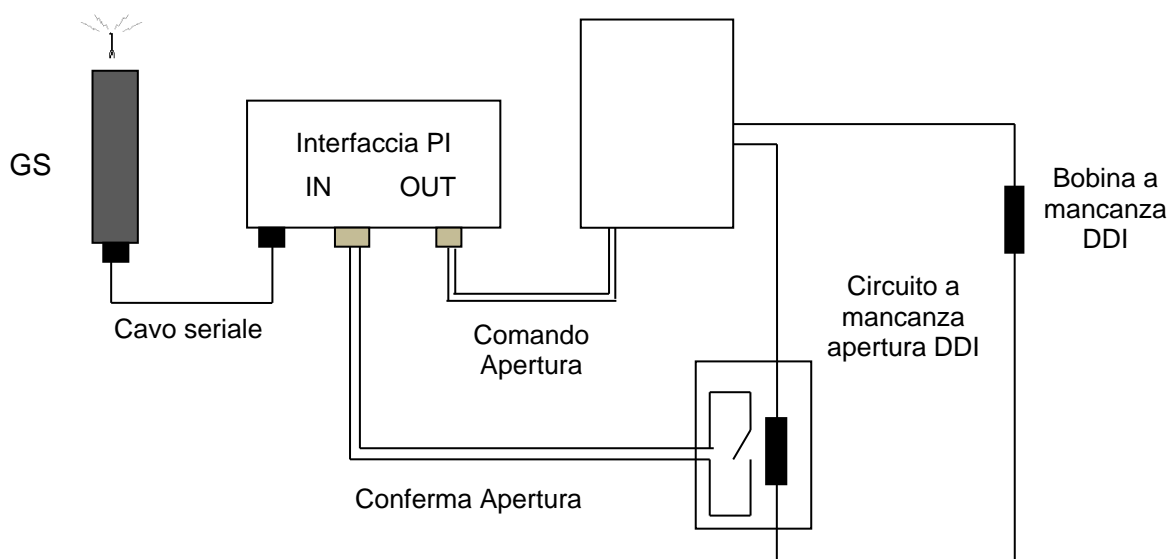 GS
Interfaccia PI
IN OUT
Cavo seriale
Comando
Apertura
Conferma Apertura
Circuito a
mancanza
apertura DDI
Bobina a
mancanza
DDI